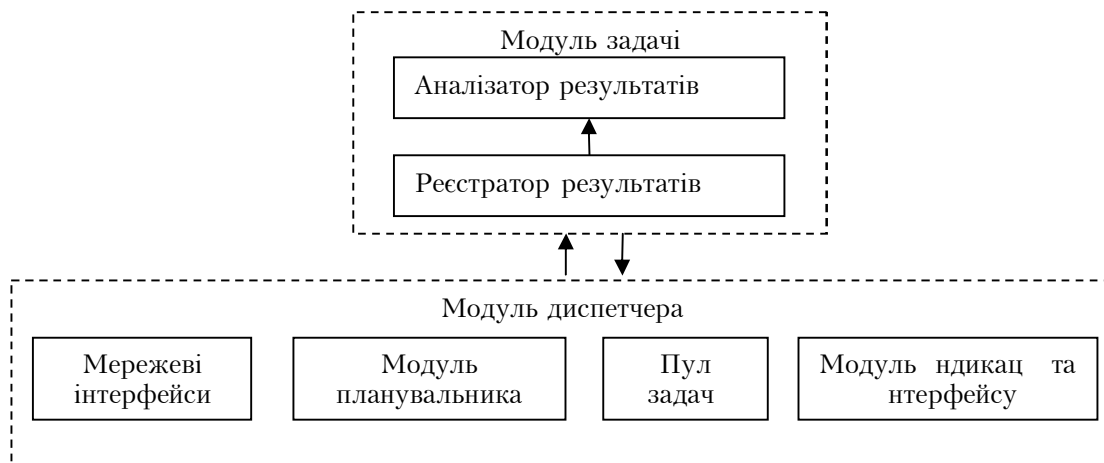 Модуль задачі
Аналізатор результатів
Реєстратор результатів
Модуль диспетчера
Мережеві
інтерфейси
Модуль
планувальника
Пул
задач
Модуль ндикац та
нтерфейсу